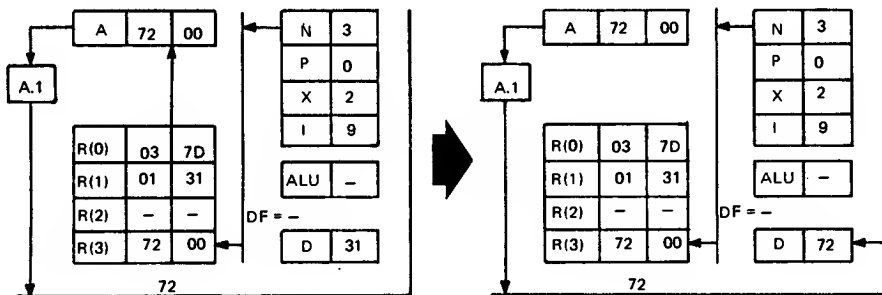 A 72 00
A.1
R(0) 03 7D
R(1) 01 31
R(2) – –
R(3) 72 00
N 3
P 0
X 2
I 9
ALU –
DF = –
D 31
72
A 72 00
A.1
R(0) 03 7D
R(1) 01 31
R(2) – –
R(3) 72 00
N 3
P 0
X 2
I 9
ALU –
DF = –
D 72
72